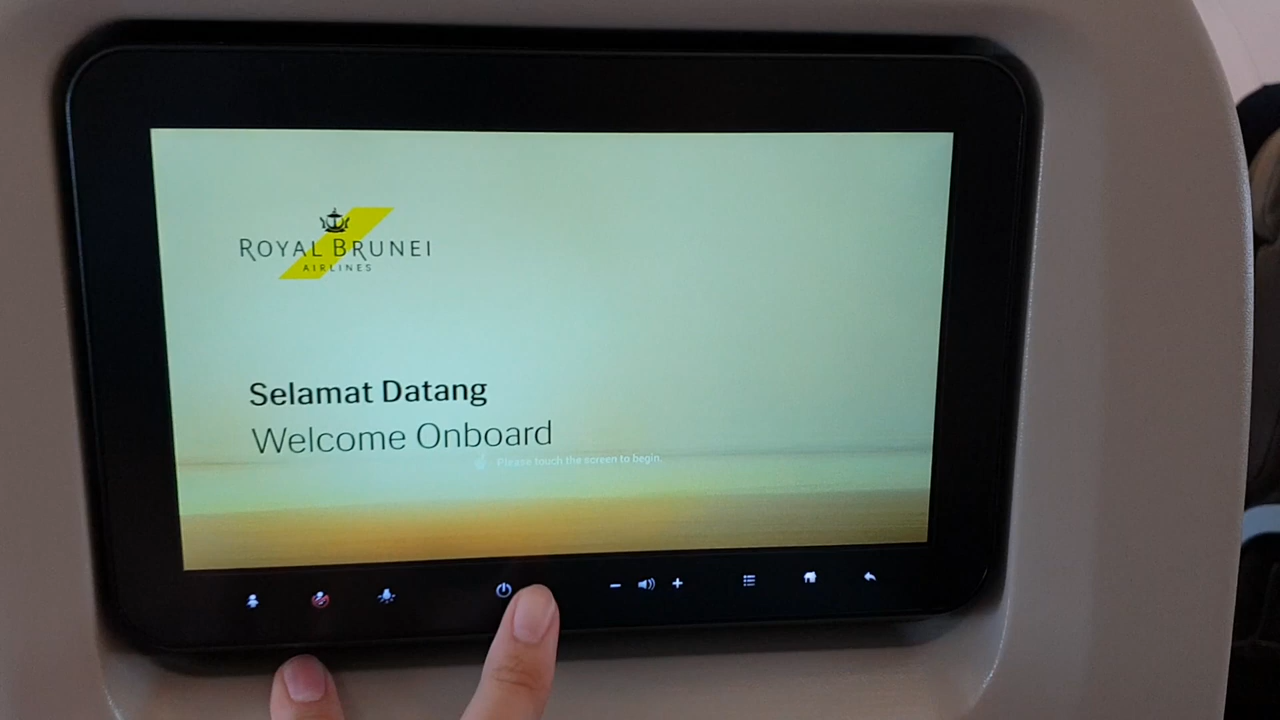 ROYAL BRUNEI
AIRLINES
Selamat Datang
Welcome Onboard
Please touch the screen to begin.